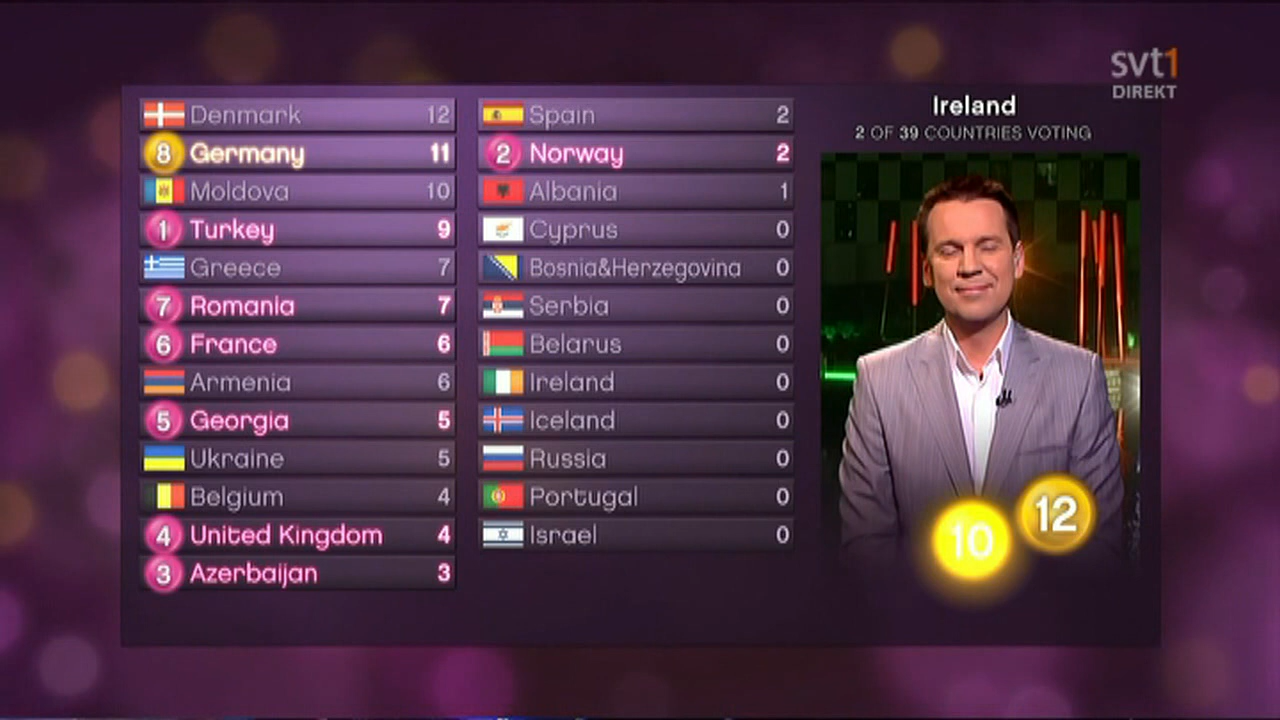 svt1
DIREKT
Denmark 12
8 Germany 11
Moldova 10
1 Turkey 9
Greece 7
7 Romania 7
6 France 6
Armenia 6
5 Georgia 5
Ukraine 5
Belgium 4
4 United Kingdom 4
3 Azerbaijan 3
Spain 2
2 Norway 2
Albania 1
Cyprus 0
Bosnia&Herzegovina 0
Serbia 0
Belarus 0
Ireland 0
Iceland 0
Russia 0
Portugal 0
Israel 0
Ireland
2 OF 39 COUNTRIES VOTING
10
12